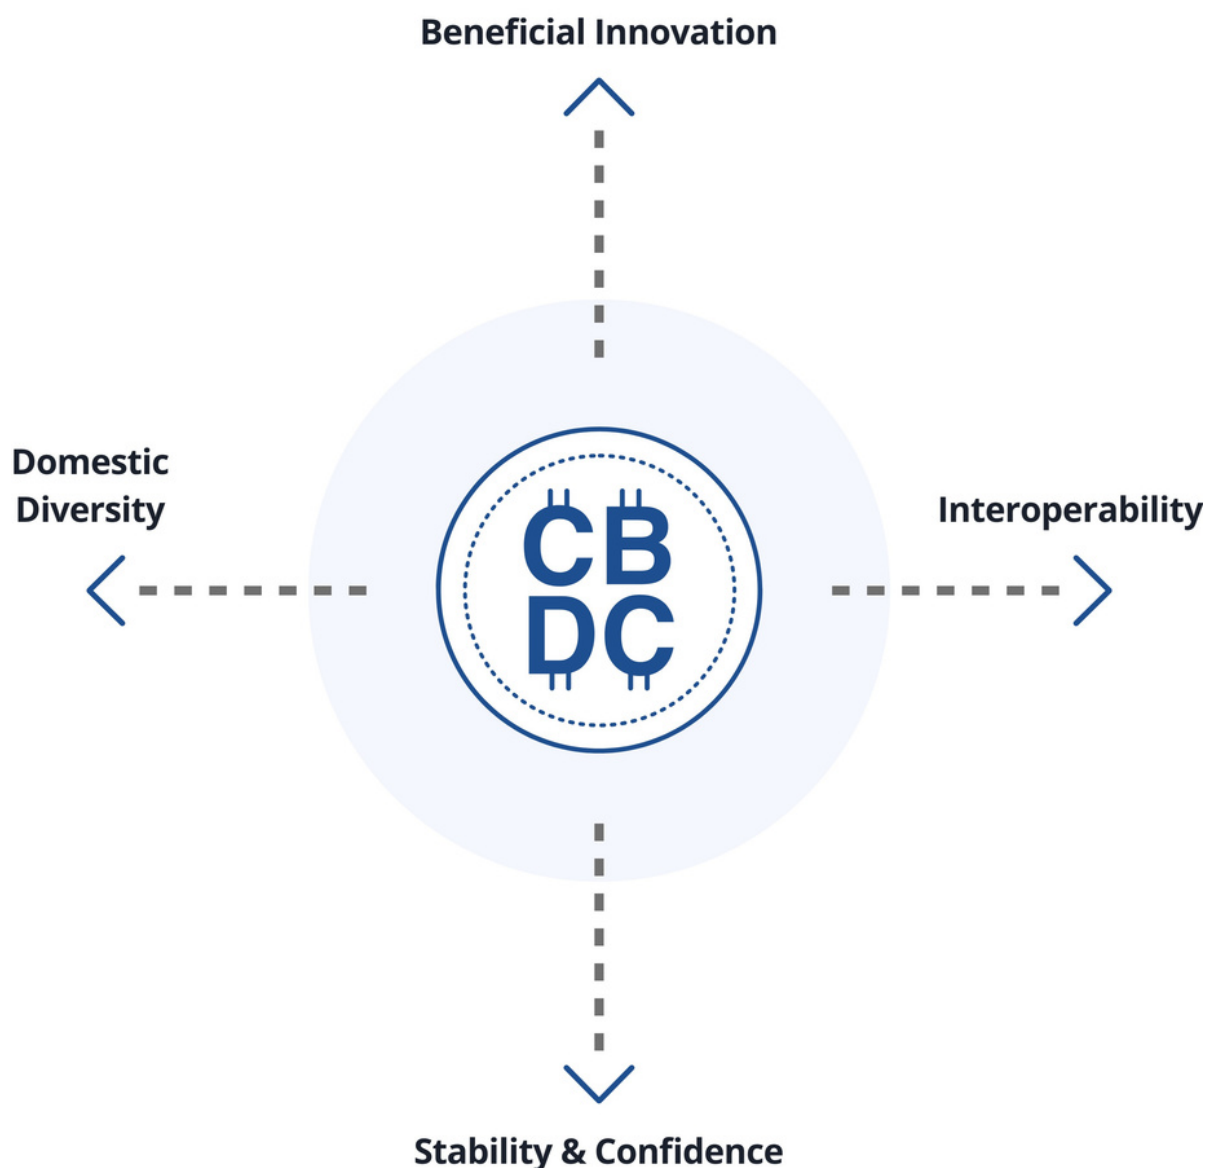 Beneficial Innovation
Domestic
Diversity
Interoperability
CB
DC
Stability & Confidence